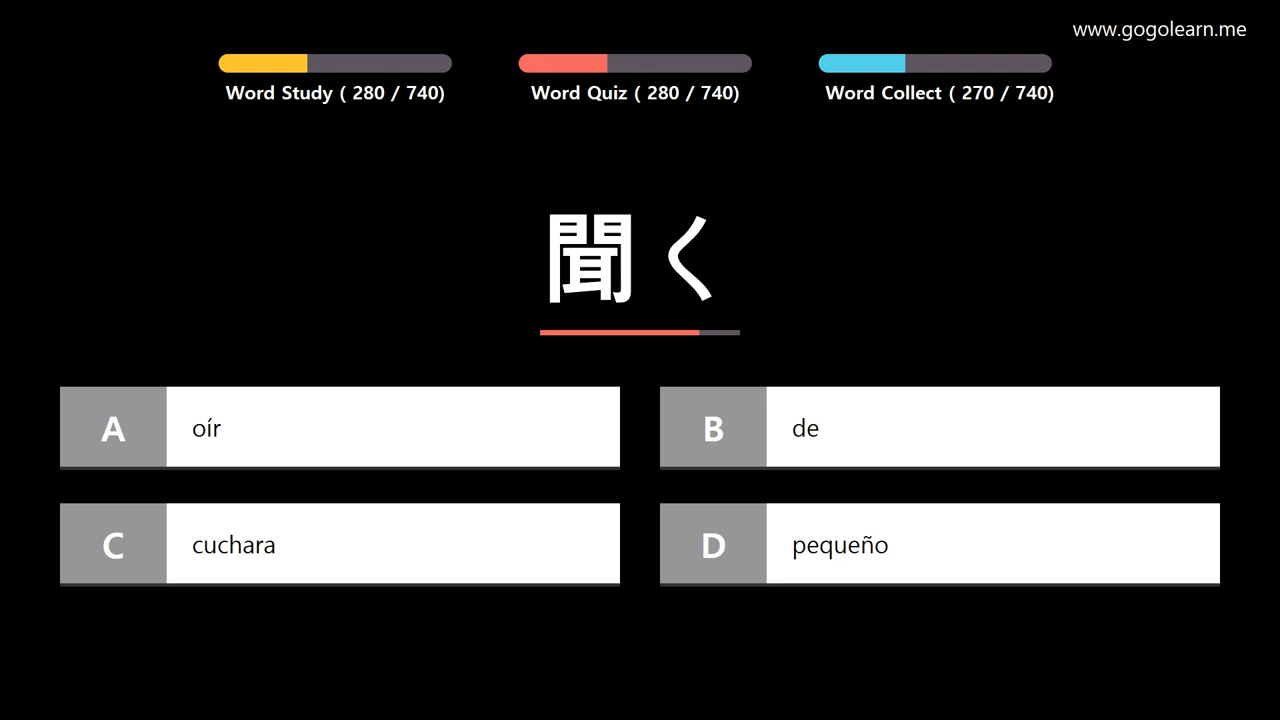 www.gogolearn.me
Word Study ( 280 / 740)
Word Quiz ( 280 / 740)
Word Collect ( 270 / 740)
聞く
A oír
B de
C cuchara
D pequeño